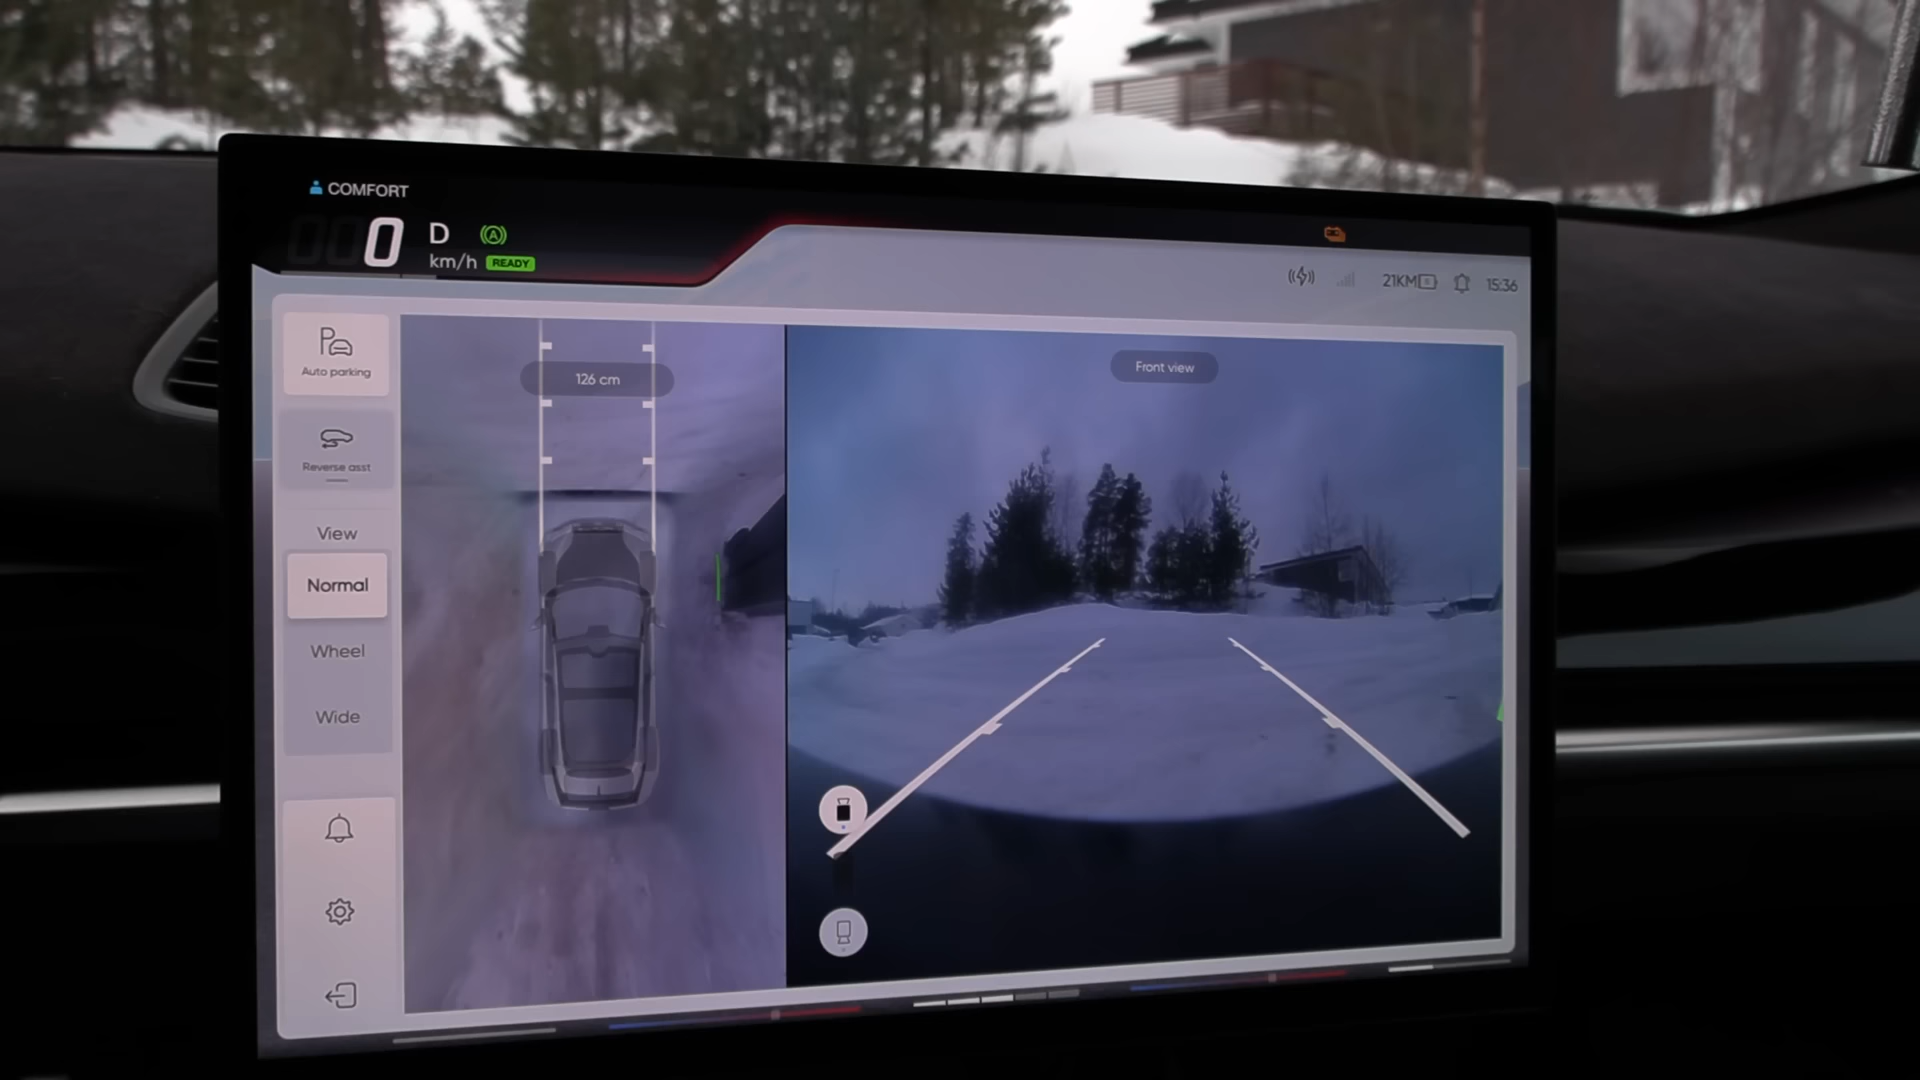 COMFORT
0 D
km/h READY
21KM
15:36
Auto parking
126 cm
Front view
Reverse asst
View
Normal
Wheel
Wide